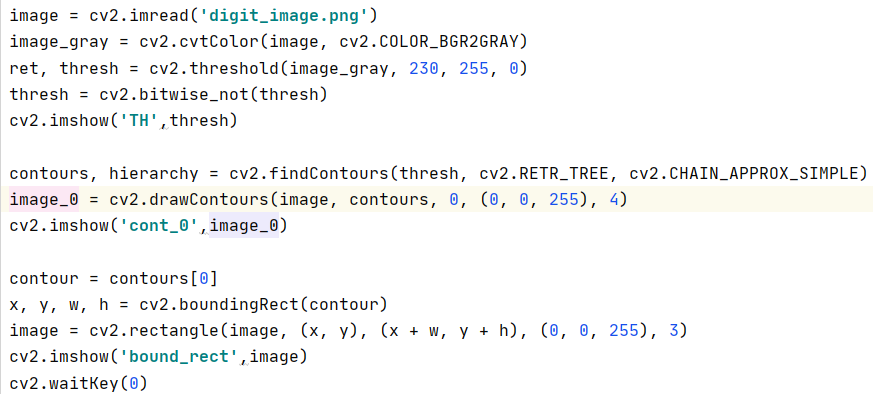 image = cv2.imread('digit_image.png')
image_gray = cv2.cvtColor(image, cv2.COLOR_BGR2GRAY)
ret, thresh = cv2.threshold(image_gray, 230, 255, 0)
thresh = cv2.bitwise_not(thresh)
cv2.imshow('TH',thresh)
contours, hierarchy = cv2.findContours(thresh, cv2.RETR_TREE, cv2.CHAIN_APPROX_SIMPLE)
image_0 = cv2.drawContours(image, contours, 0, (0, 0, 255), 4)
cv2.imshow('cont_0',image_0)
contour = contours[0]
x, y, w, h = cv2.boundingRect(contour)
image = cv2.rectangle(image, (x, y), (x + w, y + h), (0, 0, 255), 3)
cv2.imshow('bound_rect',image)
cv2.waitKey(0)